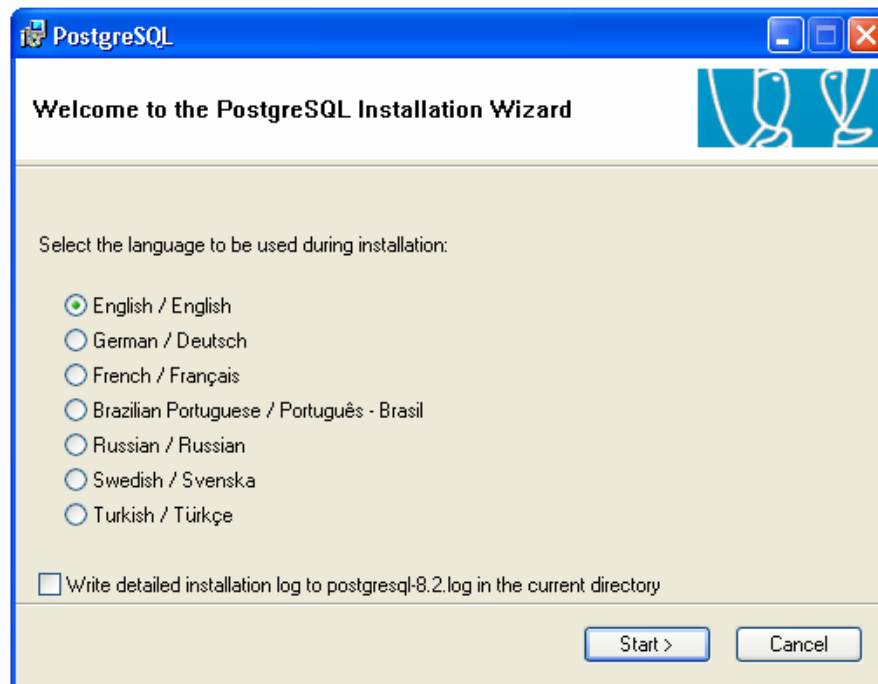 PostgreSQL
Welcome to the PostgreSQL Installation Wizard
Select the language to be used during installation:
English / English
German / Deutsch
French / Français
Brazilian Portuguese / Português - Brasil
Russian / Russian
Swedish / Svenska
Turkish / Türkçe
Write detailed installation log to postgresql-8.2.log in the current directory
Start > Cancel